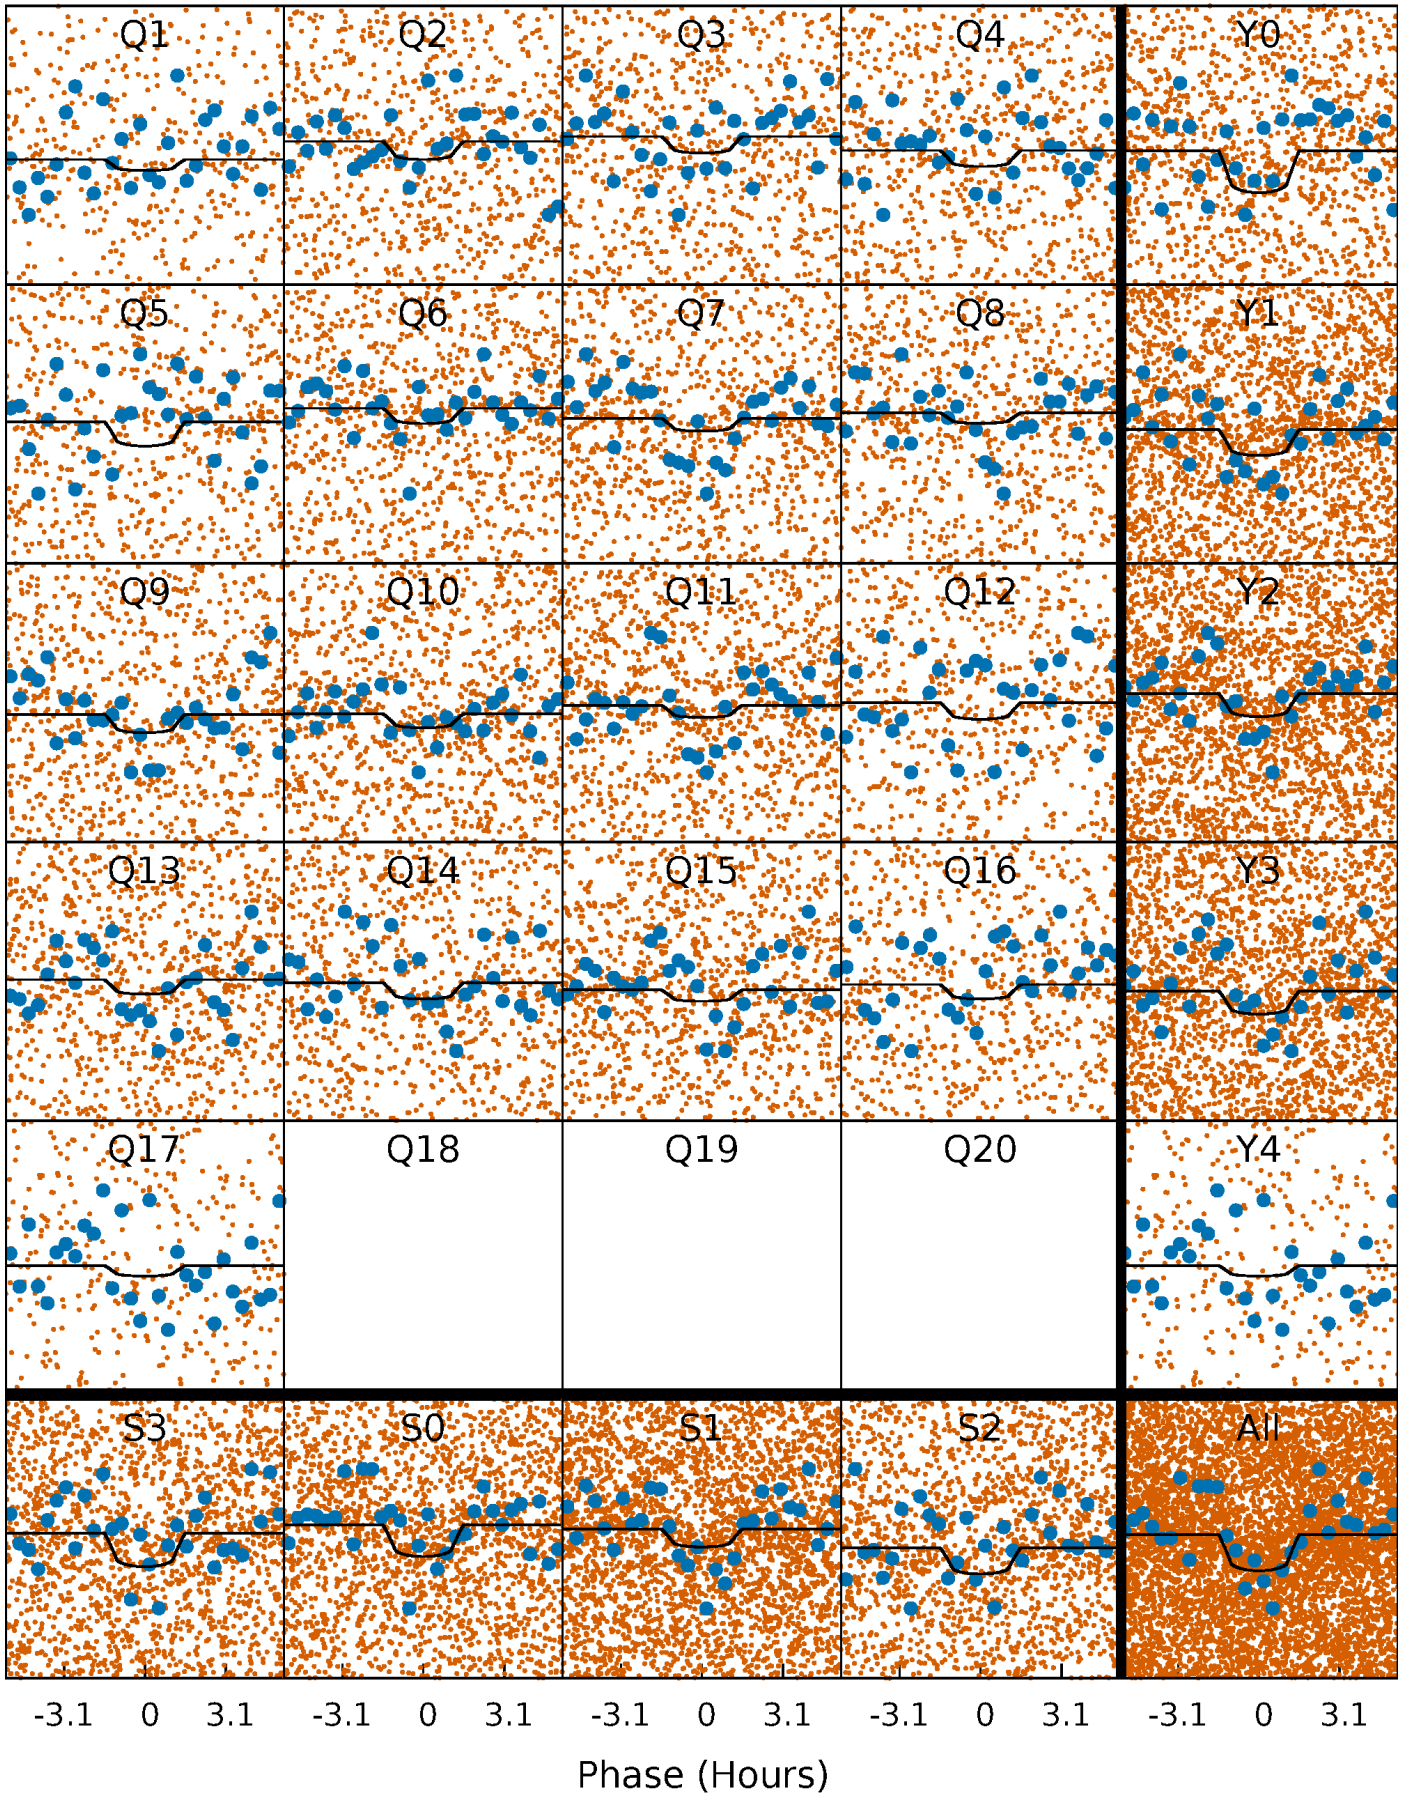 Q1 Q2 Q3 Q4 Y0
Q5 Q6 Q7 Q8 Y1
Q9 Q10 Q11 Q12 Y2
Q13 Q14 Q15 Q16 Y3
Q17 Q18 Q19 Q20 Y4
S3 S0 S1 S2 All
-3.1 0 3.1 -3.1 0 3.1 -3.1 0 3.1 -3.1 0 3.1 -3.1 0 3.1
Phase (Hours)